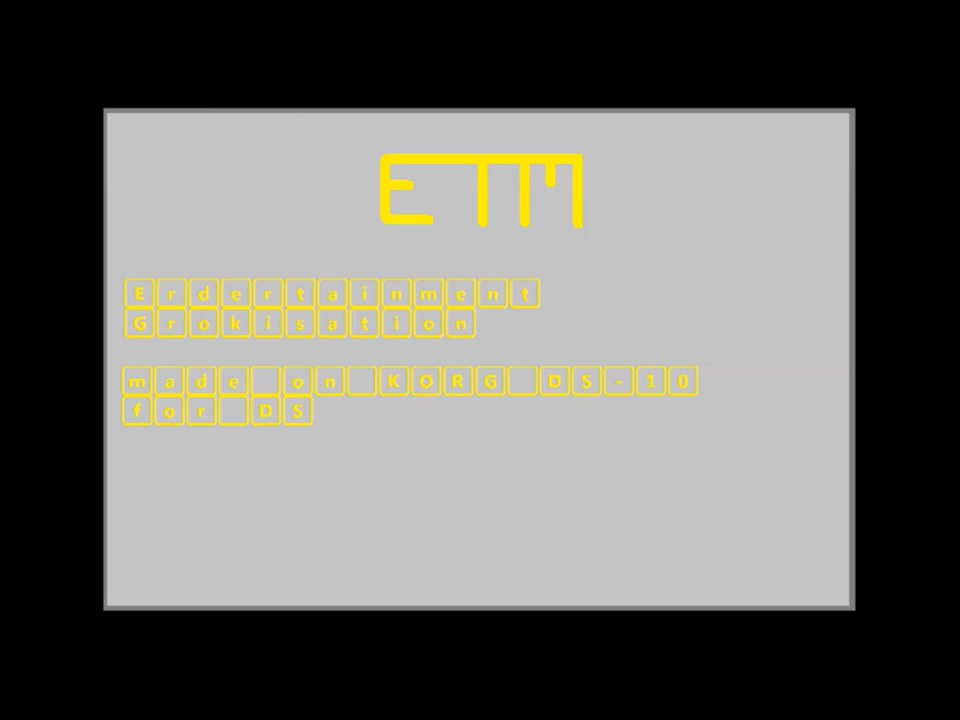 ETM
Erdertainment
Grokisation
made on KORG DS-10
for DS